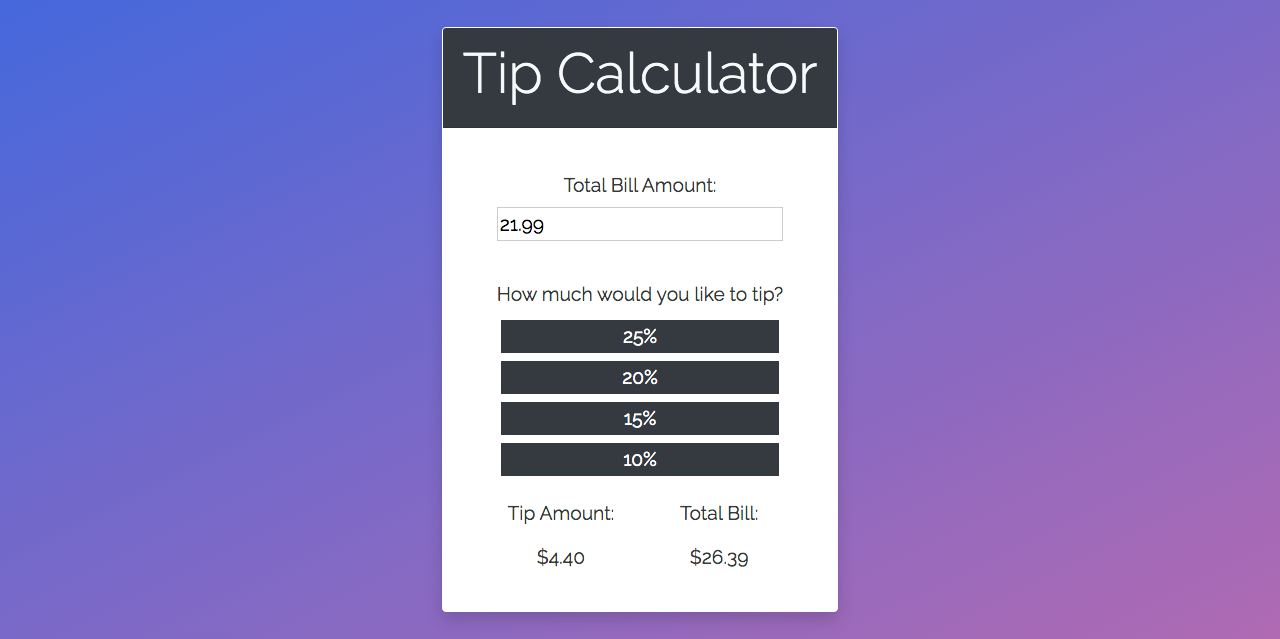 Tip Calculator
Total Bill Amount:
21.99
How much would you like to tip?
25%
20%
15%
10%
Tip Amount: Total Bill:
$4.40 $26.39